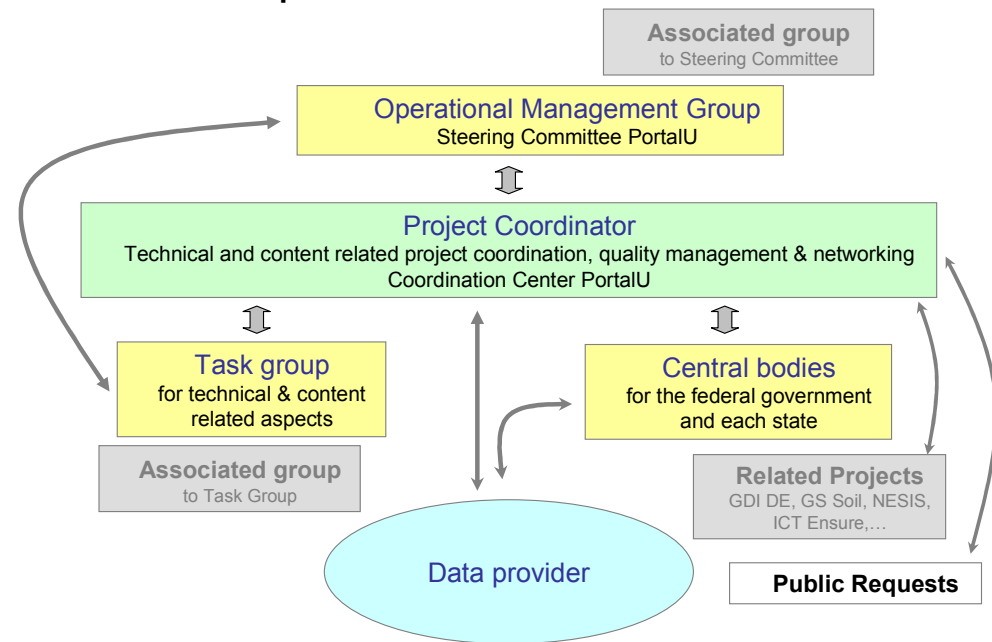 Associated group
to Steering Committee
Operational Management Group
Steering Committee PortalU
Project Coordinator
Technical and content related project coordination, quality management & networking
Coordination Center PortalU
Task group
for technical & content
related aspects
Central bodies
for the federal government
and each state
Associated group
to Task Group
Related Projects
GDI DE, GS Soil, NESIS,
ICT Ensure,...
Data provider
Public Requests